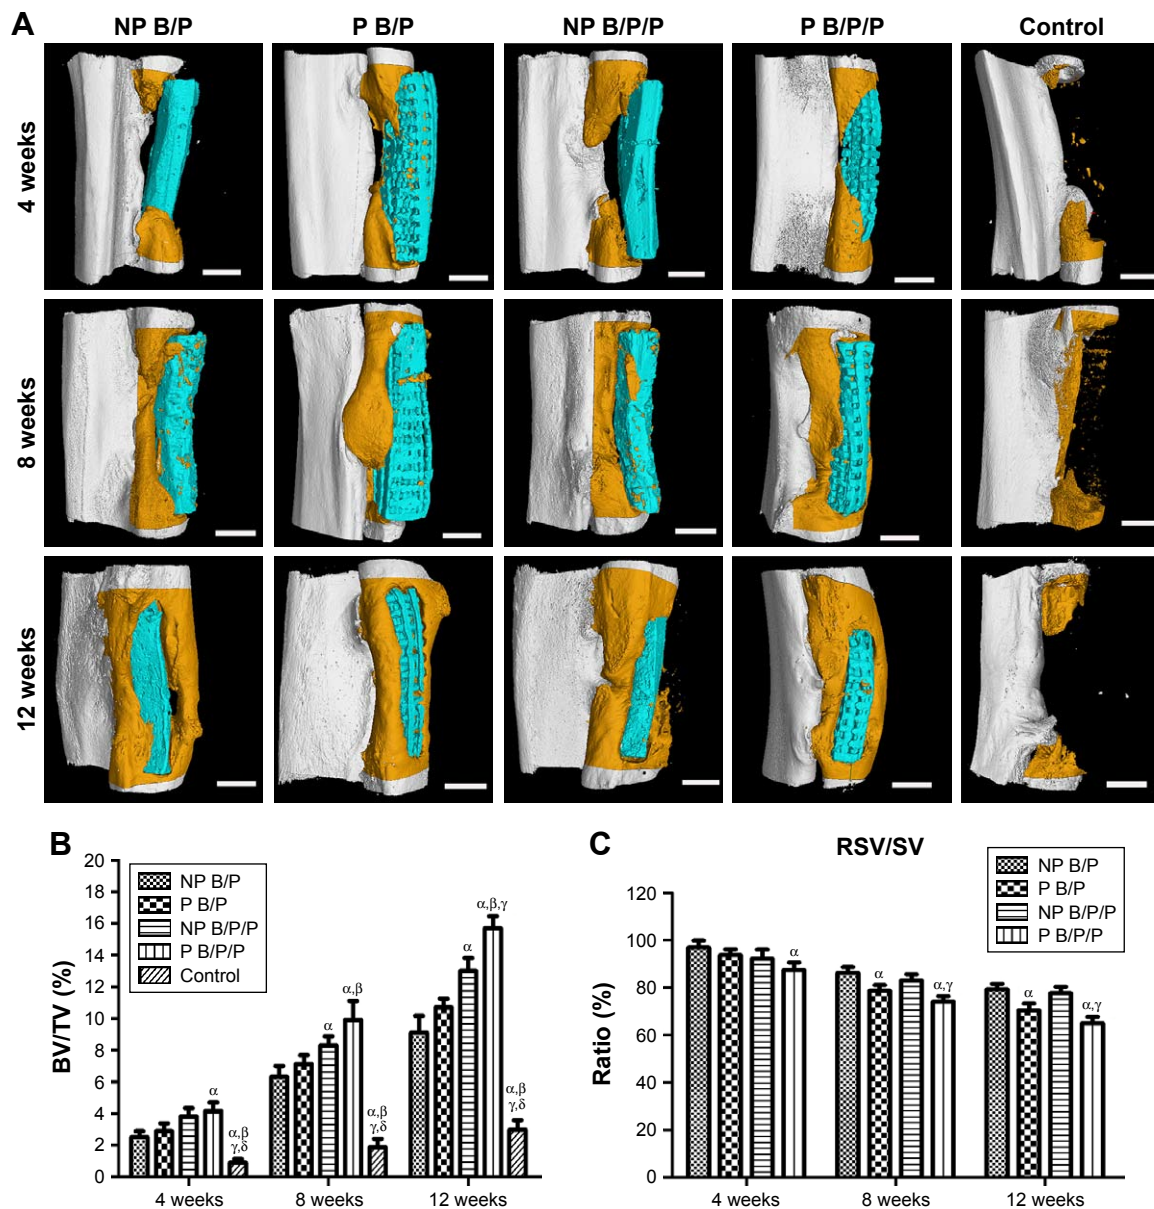 A
NP B/P
P B/P
NP B/P/P
P B/P/P
Control
4 weeks
8 weeks
12 weeks
B
BV/TV (%)
20
18
16
14
12
10
8
6
4
2
0
NP B/P
P B/P
NP B/P/P
P B/P/P
Control
α
α,β
γ,δ
α
α,β
α,β
γ,δ
α
α,β,γ
α,β
γ,δ
4 weeks
8 weeks
12 weeks
C
RSV/SV
Ratio (%)
120
100
80
60
40
20
0
NP B/P
P B/P
NP B/P/P
P B/P/P
α
α
α,γ
α
α,γ
4 weeks
8 weeks
12 weeks